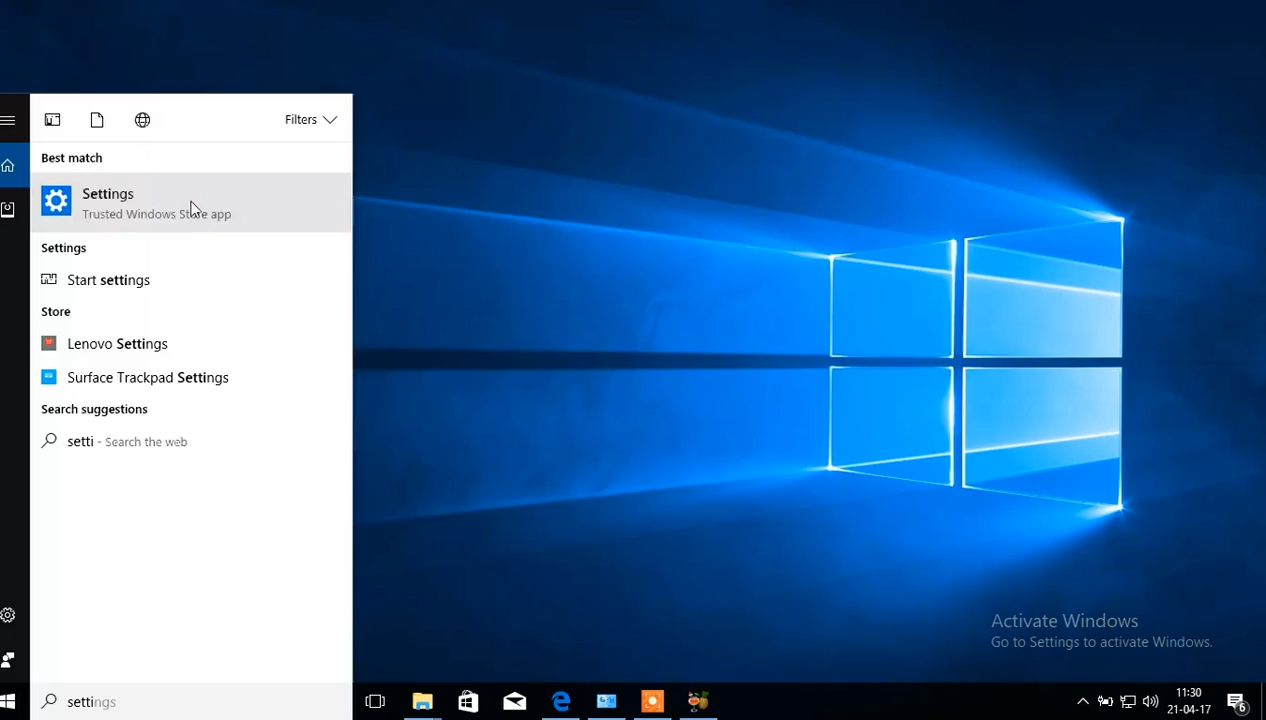 Filters
Best match
Settings
Trusted Windows Store app
Settings
Start settings
Store
Lenovo Settings
Surface Trackpad Settings
Search suggestions
setti - Search the web
Activate Windows
Go to Settings to activate Windows.
settings
11:30
21-04-17
6